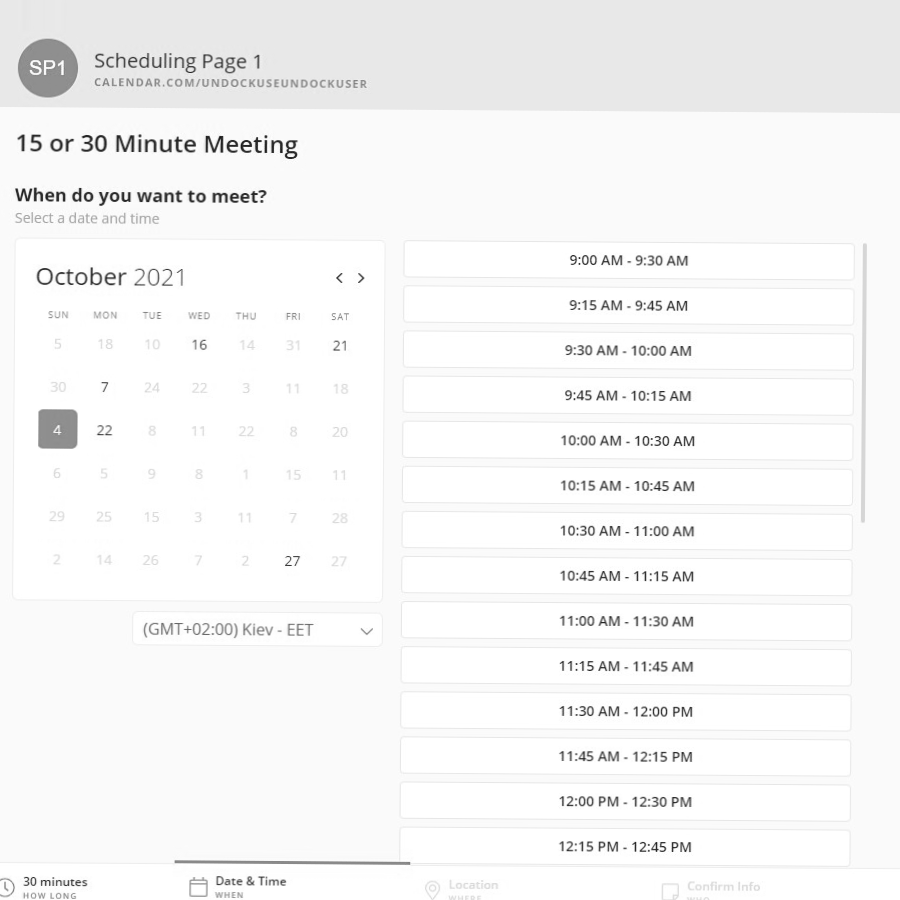 SP1
Scheduling Page 1
CALENDAR.COM/UNDOCKUSEUNDOCKUSER
15 or 30 Minute Meeting
When do you want to meet?
Select a date and time
October 2021
SUN MON TUE WED THU FRI SAT
5 18 10 16 14 31 21
30 7 24 22 3 11 18
4 22 8 11 22 8 20
6 5 9 8 1 15 11
29 25 15 3 11 7 28
2 14 26 7 2 27 27
(GMT+02:00) Kiev - EET
9:00 AM - 9:30 AM
9:15 AM - 9:45 AM
9:30 AM - 10:00 AM
9:45 AM - 10:15 AM
10:00 AM - 10:30 AM
10:15 AM - 10:45 AM
10:30 AM - 11:00 AM
10:45 AM - 11:15 AM
11:00 AM - 11:30 AM
11:15 AM - 11:45 AM
11:30 AM - 12:00 PM
11:45 AM - 12:15 PM
12:00 PM - 12:30 PM
12:15 PM - 12:45 PM
30 minutes
HOW LONG
Date & Time
WHEN
Location
WHERE
Confirm Info
WHO